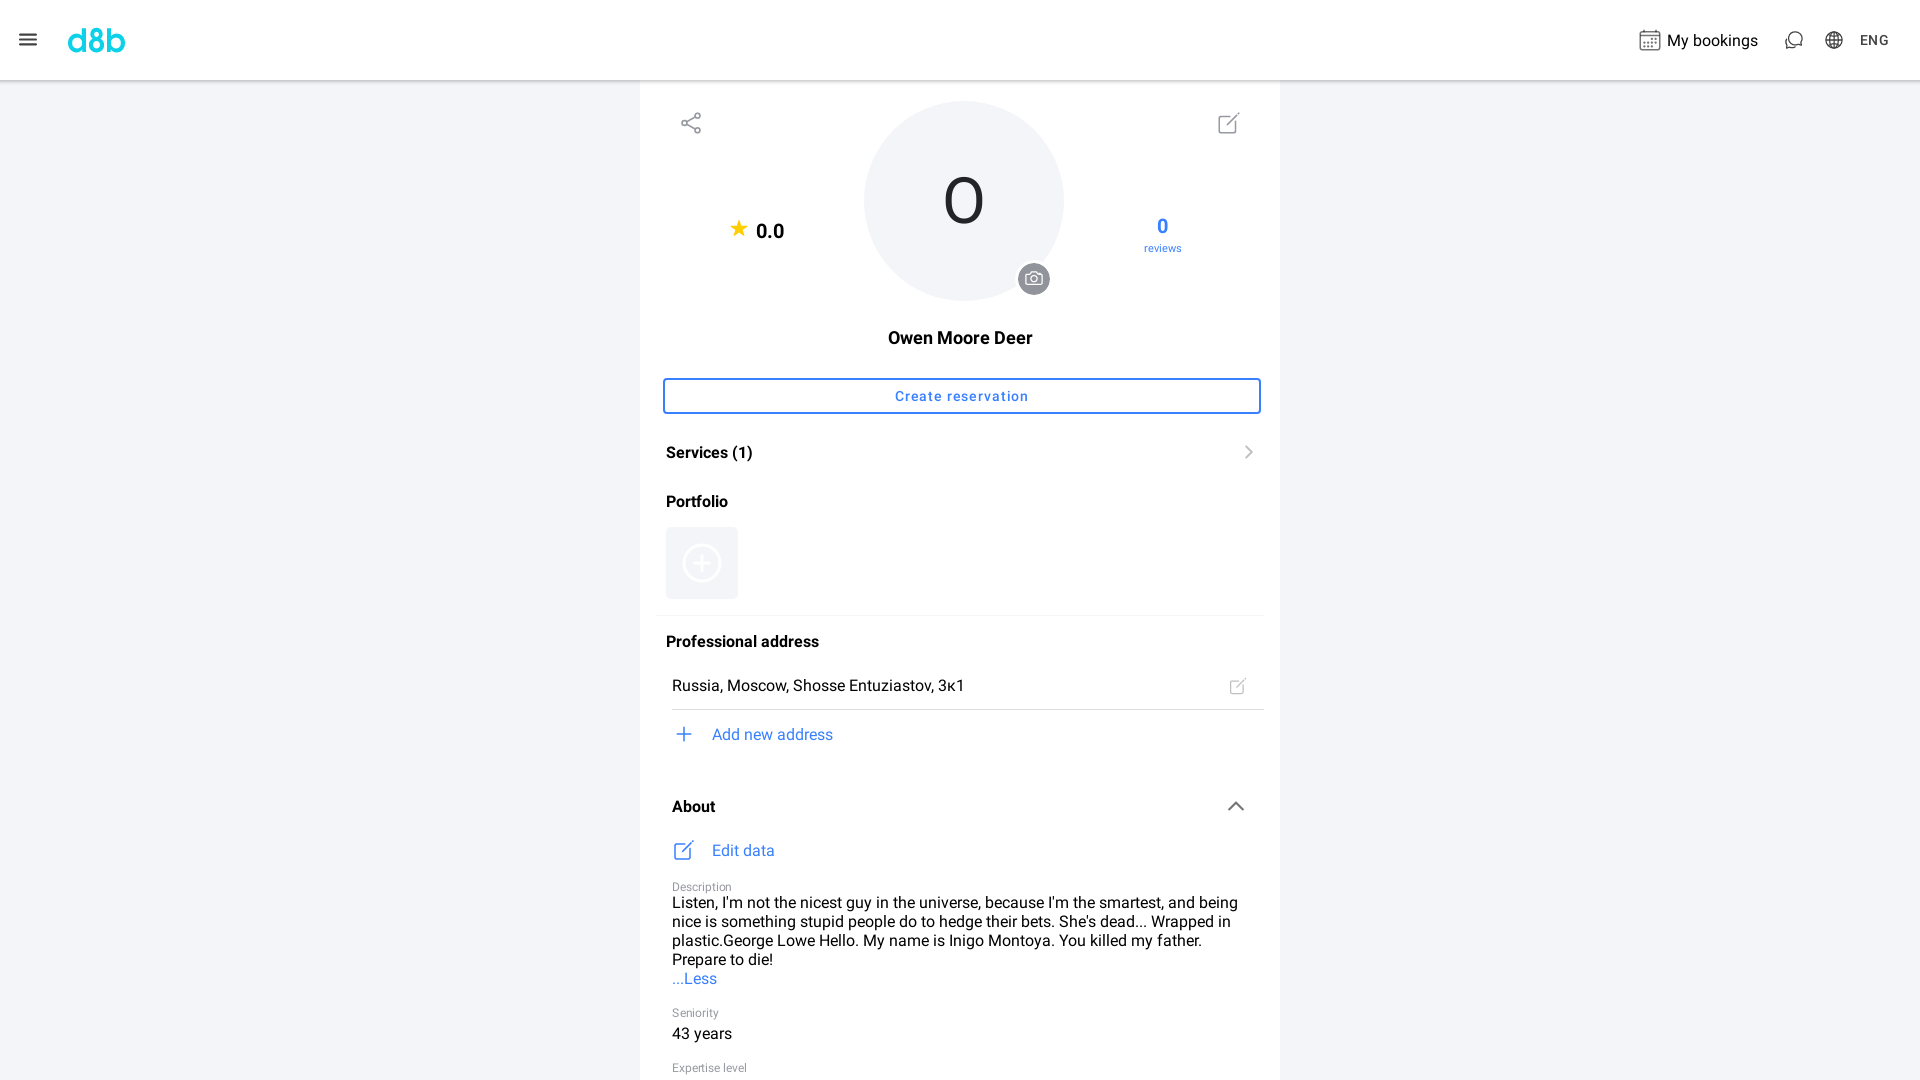 d8b
My bookings
ENG
O
0.0
0
reviews
Owen Moore Deer
Create reservation
Services (1)
Portfolio
Professional address
Russia, Moscow, Shosse Entuziastov, 3к1
Add new address
About
Edit data
Description
Listen, I'm not the nicest guy in the universe, because I'm the smartest, and being
nice is something stupid people do to hedge their bets. She's dead... Wrapped in
plastic.George Lowe Hello. My name is Inigo Montoya. You killed my father.
Prepare to die!
...Less
Seniority
43 years
Expertise level